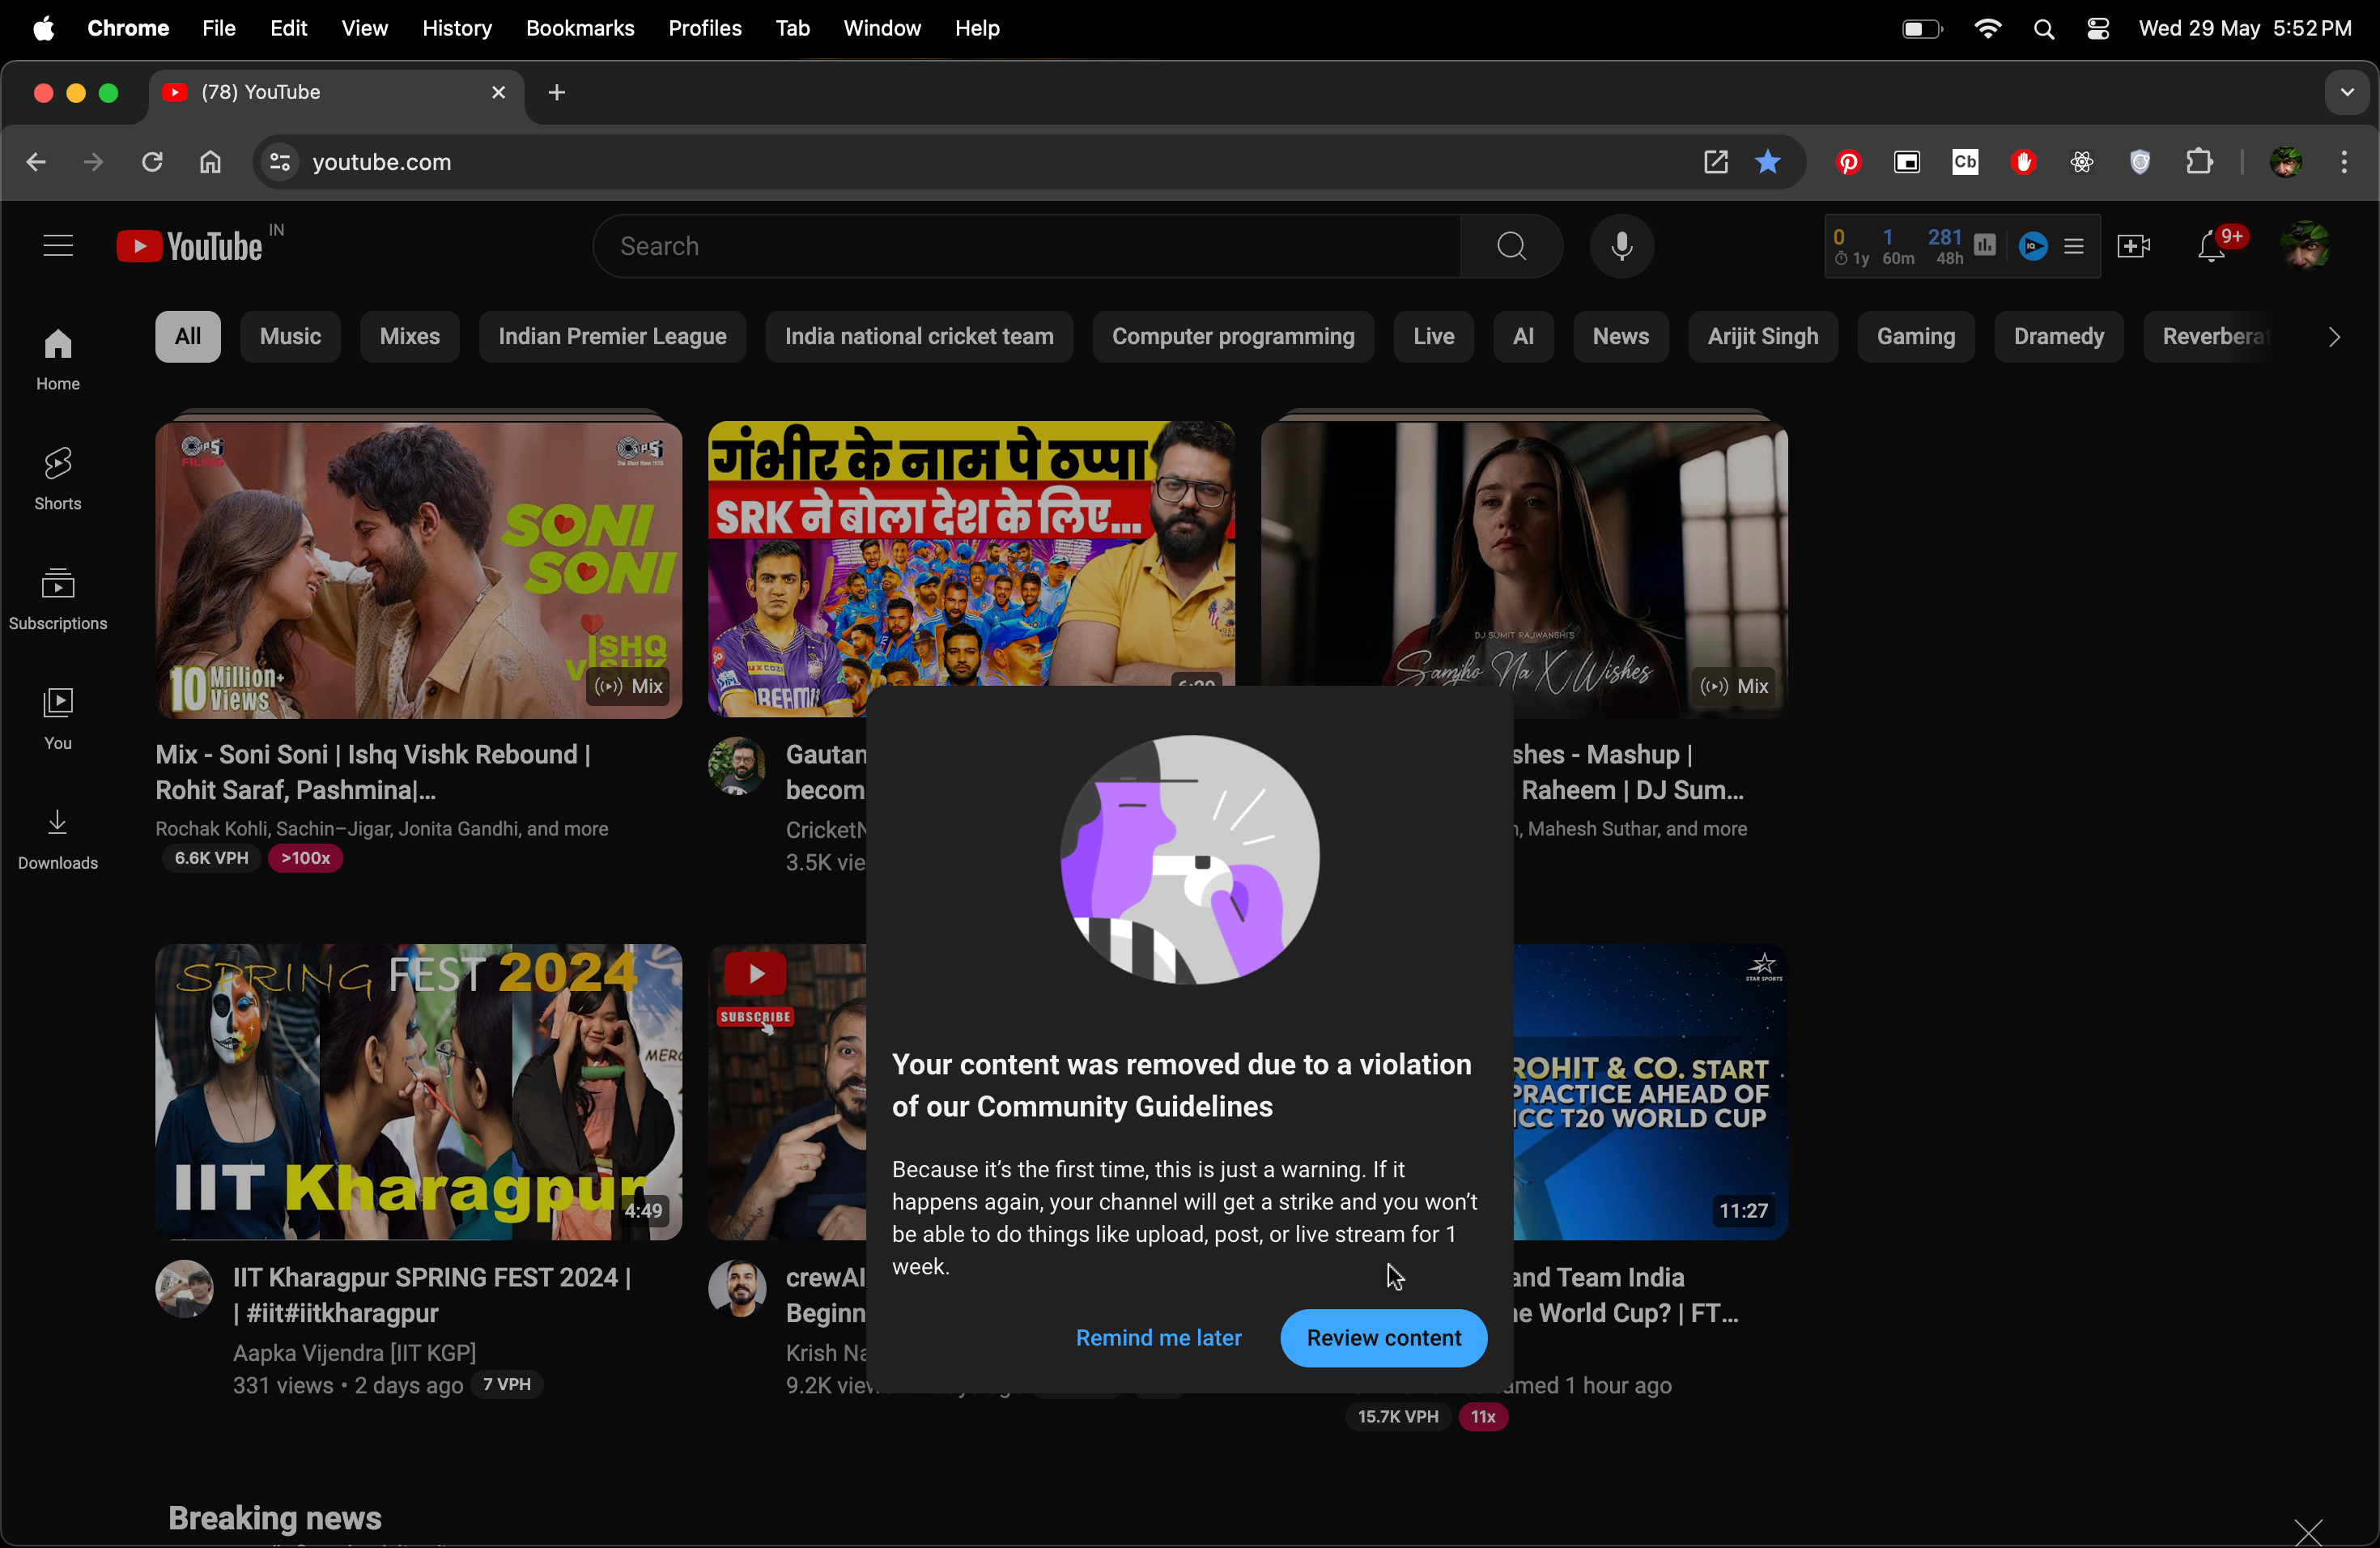 Chrome File Edit View History Bookmarks Profiles Tab Window Help Wed 29 May 5:52 PM
(78) YouTube
youtube.com
Cb
YouTube IN
Search
0 1 281
1y 60m 48h
9+
All Music Mixes Indian Premier League India national cricket team Computer programming Live AI News Arijit Singh Gaming Dramedy
Home
Shorts
Subscriptions
You
Downloads
SONI
SONI
ISHQ
10 Million+
Views
Mix
गंभीर के नाम पे ठप्पा
SRK ने बोला देश के लिए...
DJ SUMIT RAJWANSHI'S
Samjho Na X Wishes
Mix
Mix - Soni Soni | Ishq Vishk Rebound |
Rohit Saraf, Pashmina|...
Rochak Kohli, Sachin–Jigar, Jonita Gandhi, and more
6.6K VPH >100x
becom
3.5K vie
shes - Mashup |
Raheem | DJ Sum...
Mahesh Suthar, and more
SPRING FEST 2024
IIT Kharagpur
4:49
SUBSCRIBE
STAR SPORTS
ROHIT & CO. START
PRACTICE AHEAD OF
ICC T20 WORLD CUP
11:27
IIT Kharagpur SPRING FEST 2024 |
| #iit#iitkharagpur
Aapka Vijendra [IIT KGP]
331 views • 2 days ago 7 VPH
crewAI
Beginn
Krish Na
9.2K
and Team India
World Cup? | FT...
1 hour ago
15.7K VPH 11x
Your content was removed due to a violation
of our Community Guidelines
Because it's the first time, this is just a warning. If it
happens again, your channel will get a strike and you won't
be able to do things like upload, post, or live stream for 1
week.
Remind me later Review content
Breaking news